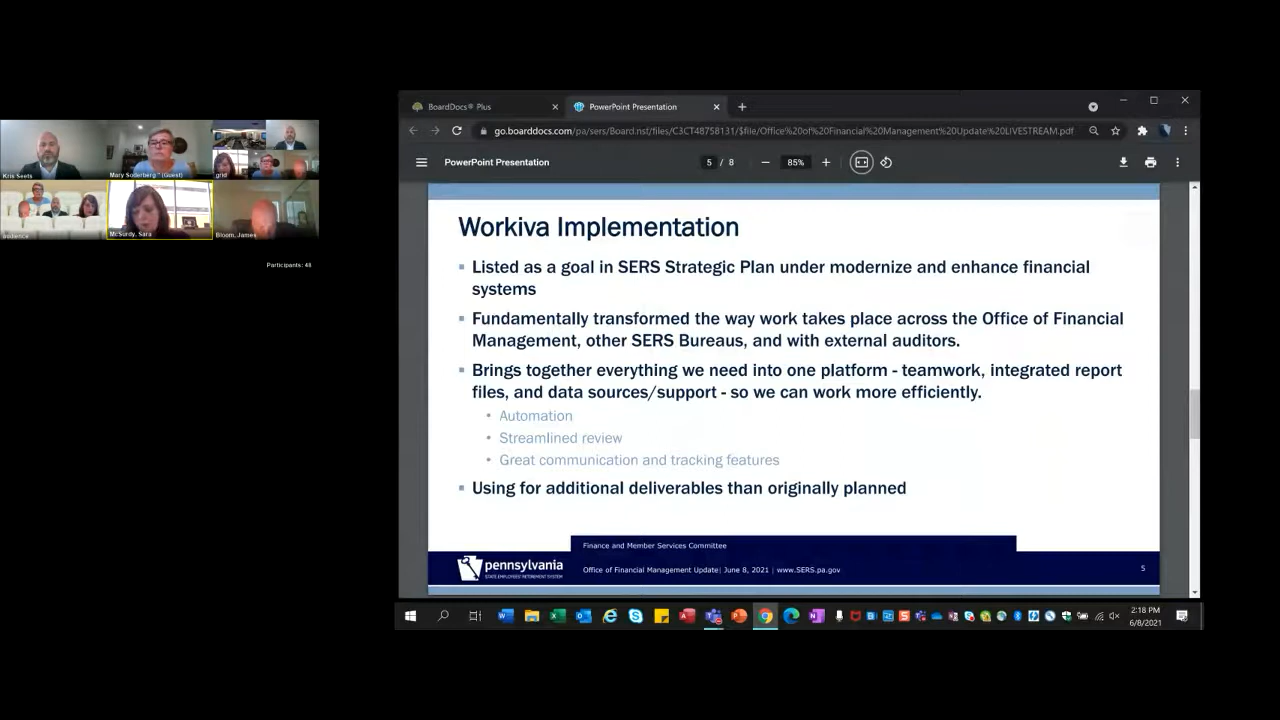 BoardDocs® Plus
PowerPoint Presentation
go.boarddocs.com/pa/sers/Board.nsf/files/C3CT48758131/$file/Office%20of%20Financial%20Management%20Update%20LIVESTREAM.pdf
PowerPoint Presentation
5 / 8
85%
Kris Seets
Mary Soderberg * (Guest)
grid
audience
McSurdy, Sara
Bloom, James
Participants: 48
Workiva Implementation
Listed as a goal in SERS Strategic Plan under modernize and enhance financial
systems
Fundamentally transformed the way work takes place across the Office of Financial
Management, other SERS Bureaus, and with external auditors.
Brings together everything we need into one platform - teamwork, integrated report
files, and data sources/support - so we can work more efficiently.
• Automation
• Streamlined review
• Great communication and tracking features
Using for additional deliverables than originally planned
Finance and Member Services Committee
pennsylvania
STATE EMPLOYEES' RETIREMENT SYSTEM
Office of Financial Management Update| June 8, 2021 | www.SERS.pa.gov
5
2:18 PM
6/8/2021